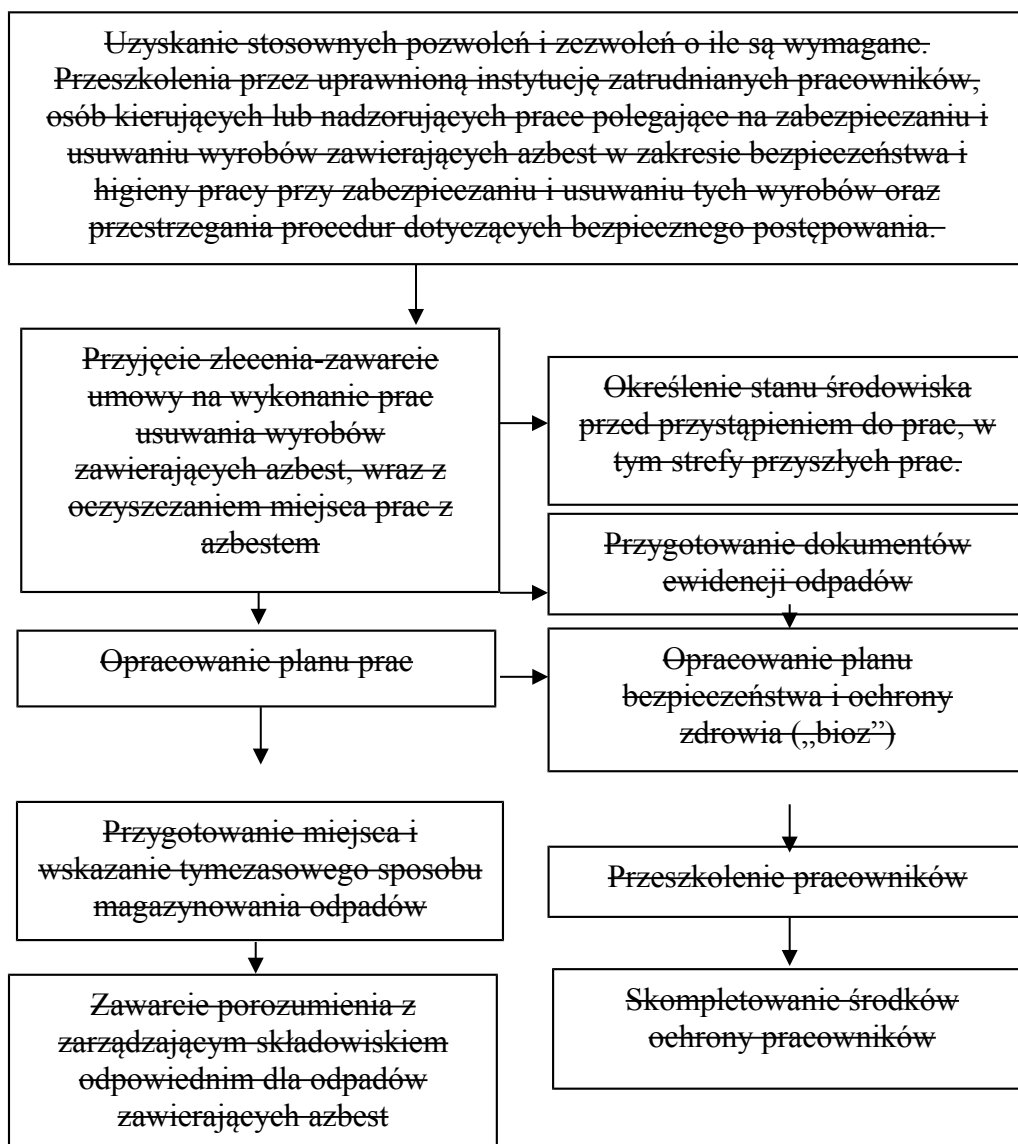 Uzyskanie stosownych pozwoleń i zezwoleń o ile są wymagane.
Przeszkolenia przez uprawnioną instytucję zatrudnianych pracowników,
osób kierujących lub nadzorujących prace polegające na zabezpieczaniu i
usuwaniu wyrobów zawierających azbest w zakresie bezpieczeństwa i
higieny pracy przy zabezpieczaniu i usuwaniu tych wyrobów oraz
przestrzegania procedur dotyczących bezpiecznego postępowania.
Przyjęcie zlecenia-zawarcie
umowy na wykonanie prac
usuwania wyrobów
zawierających azbest, wraz z
oczyszczaniem miejsca prac z
azbestem
Określenie stanu środowiska
przed przystąpieniem do prac, w
tym strefy przyszłych prac.
Przygotowanie dokumentów
ewidencji odpadów
Opracowanie planu prac
Opracowanie planu
bezpieczeństwa i ochrony
zdrowia („bioz”)
Przygotowanie miejsca i
wskazanie tymczasowego sposobu
magazynowania odpadów
Przeszkolenie pracowników
Zawarcie porozumienia z
zarządzającym składowiskiem
odpowiednim dla odpadów
zawierających azbest
Skompletowanie środków
ochrony pracowników